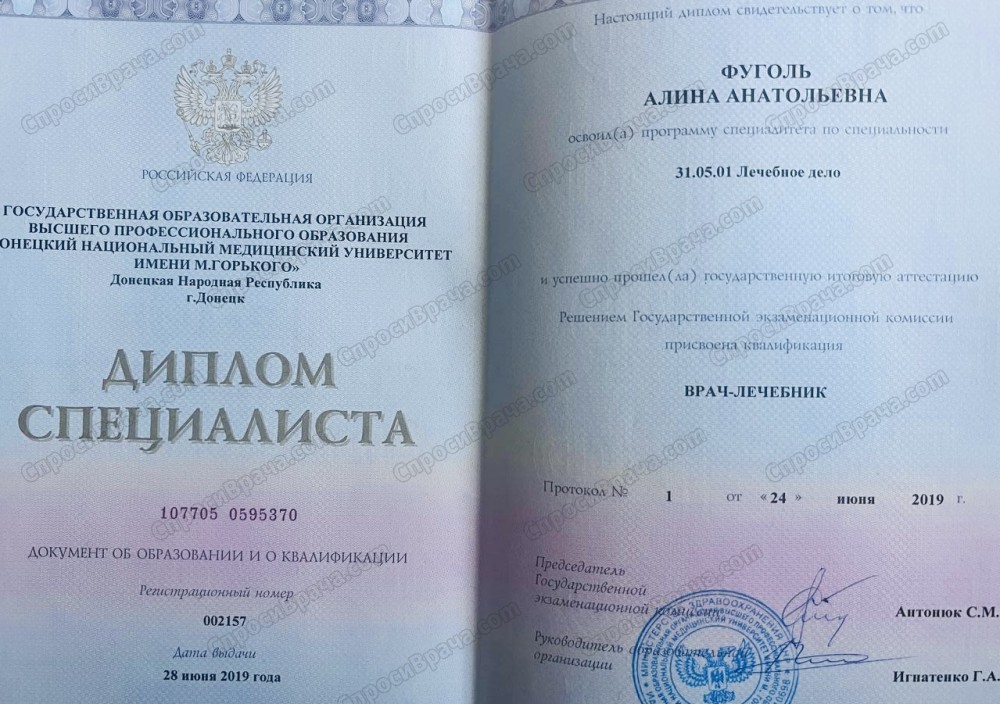 РОССИЙСКАЯ ФЕДЕРАЦИЯ
ГОСУДАРСТВЕННАЯ ОБРАЗОВАТЕЛЬНАЯ ОРГАНИЗАЦИЯ
ВЫСШЕГО ПРОФЕССИОНАЛЬНОГО ОБРАЗОВАНИЯ
ОНЕЦКИЙ НАЦИОНАЛЬНЫЙ МЕДИЦИНСКИЙ УНИВЕРСИТЕТ
ИМЕНИ М.ГОРЬКОГО»
Донецкая Народная Республика
г.Донецк
ДИПЛОМ
СПЕЦИАЛИСТА
107705 0595370
ДОКУМЕНТ ОБ ОБРАЗОВАНИИ И О КВАЛИФИКАЦИИ
Регистрационный номер
002157
Дата выдачи
28 июня 2019 года
Настоящий диплом свидетельствует о том, что
ФУГОЛЬ
АЛИНА АНАТОЛЬЕВНА
освоил(а) программу специалитета по специальности
31.05.01 Лечебное дело
и успешно прошел(ла) государственную итоговую аттестацию
Решением Государственной экзаменационной комиссии
присвоена квалификация
ВРАЧ-ЛЕЧЕБНИК
Протокол № 1 от « 24 » июня 2019 г.
Председатель
Государственной
экзаменационной комиссии
Антонюк С.М.
Руководитель образовательной
организации
Игнатенко Г.А.
СпросиВрача.com